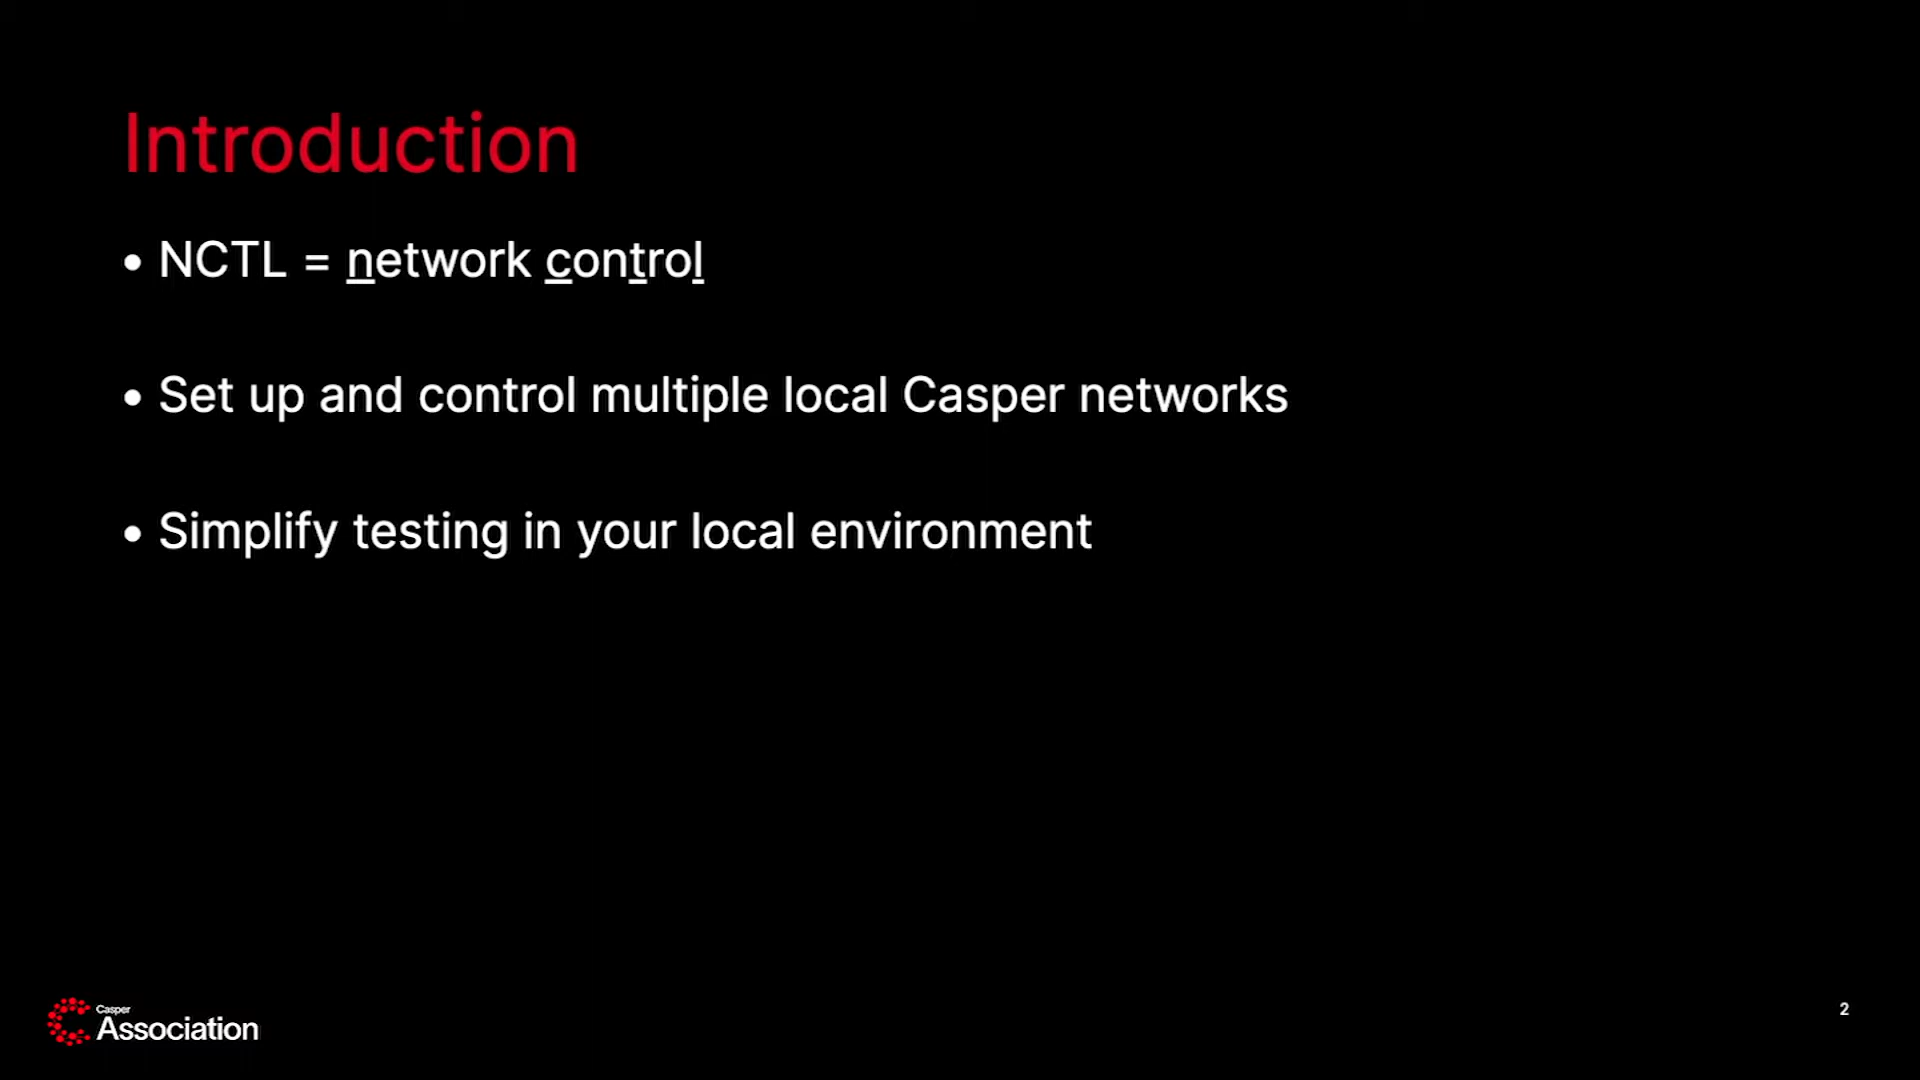 Introduction
• NCTL = network control
• Set up and control multiple local Casper networks
• Simplify testing in your local environment
Casper
Association
2